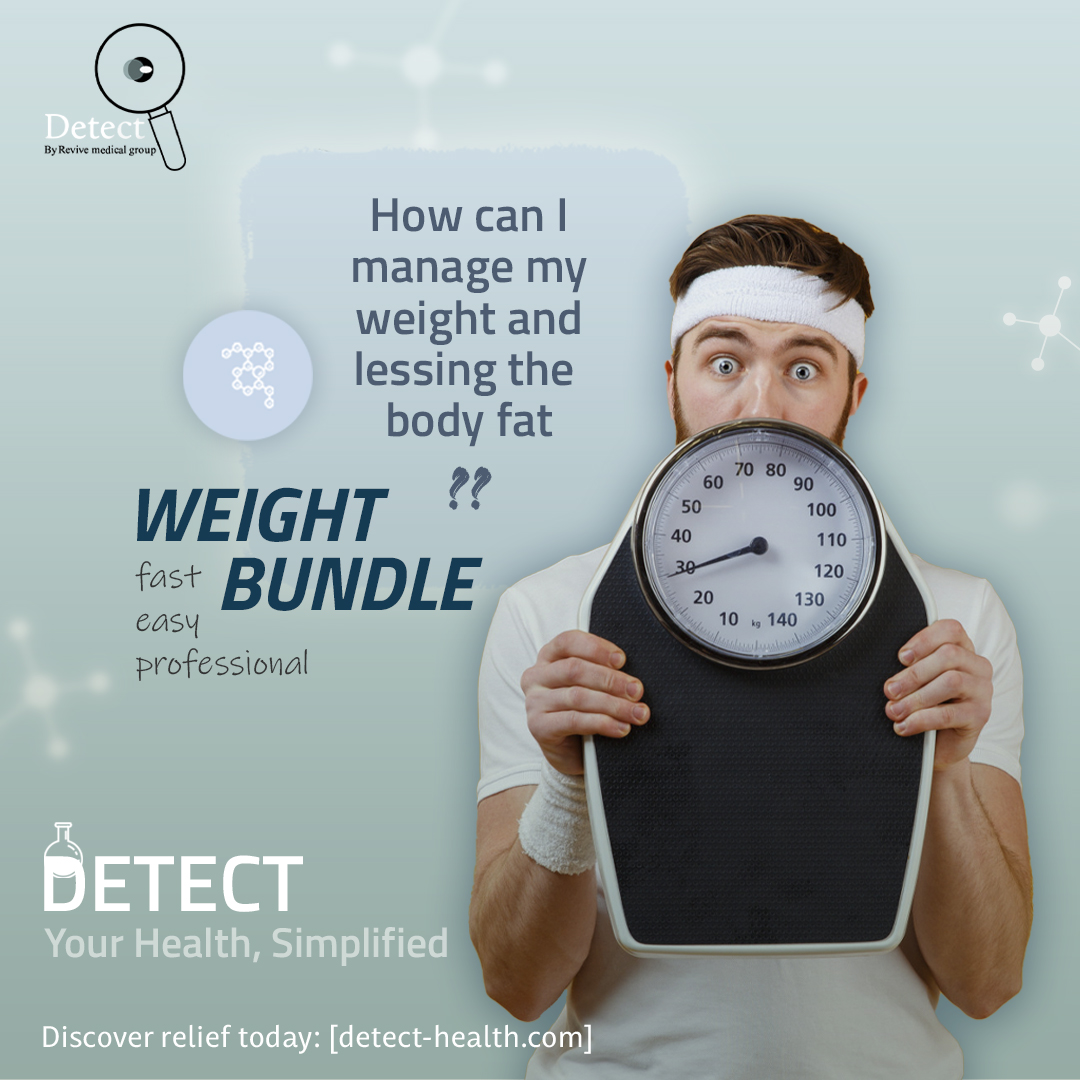 Detect
By Revive medical group
How can I
manage my
weight and
lessing the
body fat
??
WEIGHT
BUNDLE
fast
easy
professional
10
20
30
40
50
60
70
80
90
100
110
120
130
140
kg
DETECT
Your Health, Simplified
Discover relief today: [detect-health.com]